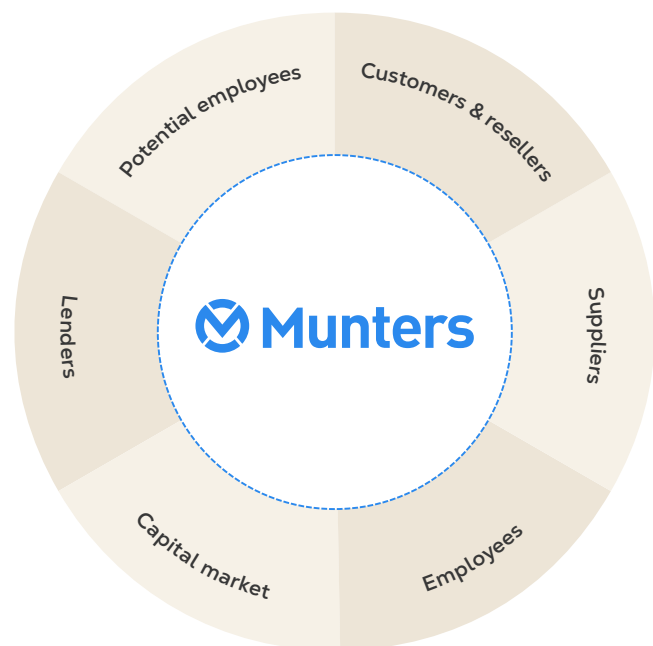 Potential employees
Customers & resellers
Lenders
Munters
Suppliers
Capital market
Employees